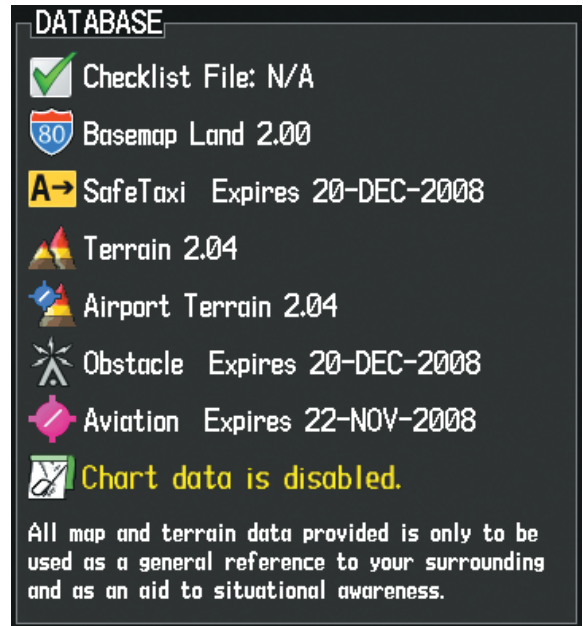 DATABASE
Checklist File: N/A
80 Basemap Land 2.00
A→ SafeTaxi Expires 20-DEC-2008
Terrain 2.04
Airport Terrain 2.04
Obstacle Expires 20-DEC-2008
Aviation Expires 22-NOV-2008
Chart data is disabled.
All map and terrain data provided is only to be
used as a general reference to your surrounding
and as an aid to situational awareness.